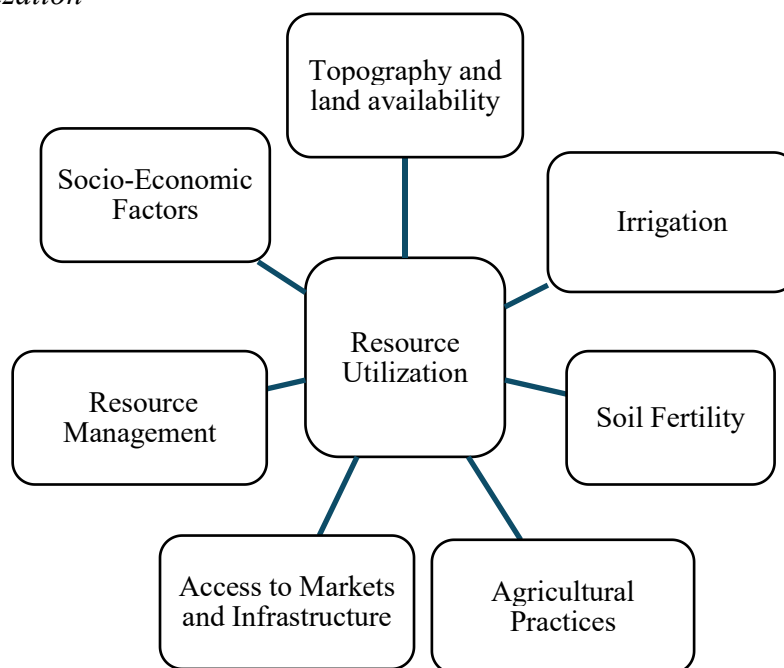 Topography and
land availability
Socio-Economic
Factors
Irrigation
Resource
Utilization
Resource
Management
Soil Fertility
Access to Markets
and Infrastructure
Agricultural
Practices